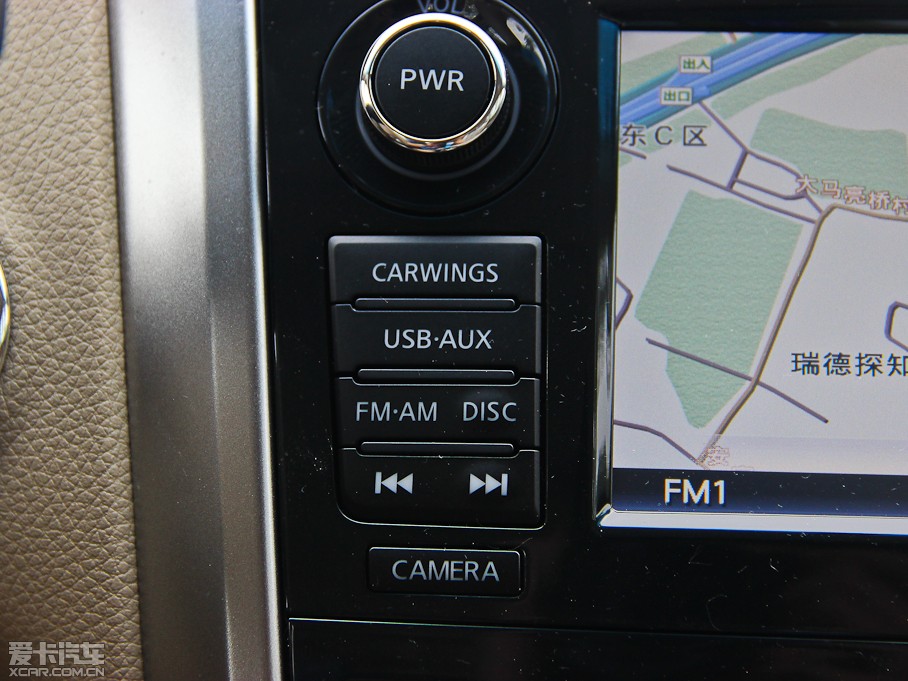 VOL
PWR
CARWINGS
USB·AUX
FM·AM DISC
CAMERA
出入
出口
东C区
大马亮桥村
瑞德探知
FM1
爱卡汽车
XCAR.COM.CN